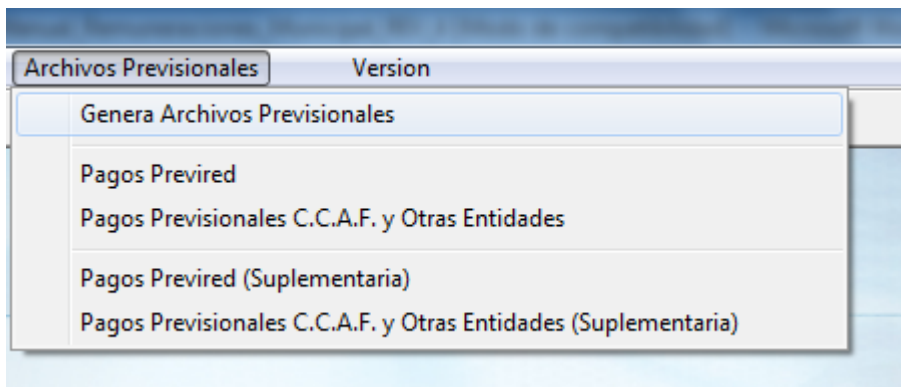 Archivos Previsionales Version
Genera Archivos Previsionales
Pagos Previred
Pagos Previsionales C.C.A.F. y Otras Entidades
Pagos Previred (Suplementaria)
Pagos Previsionales C.C.A.F. y Otras Entidades (Suplementaria)